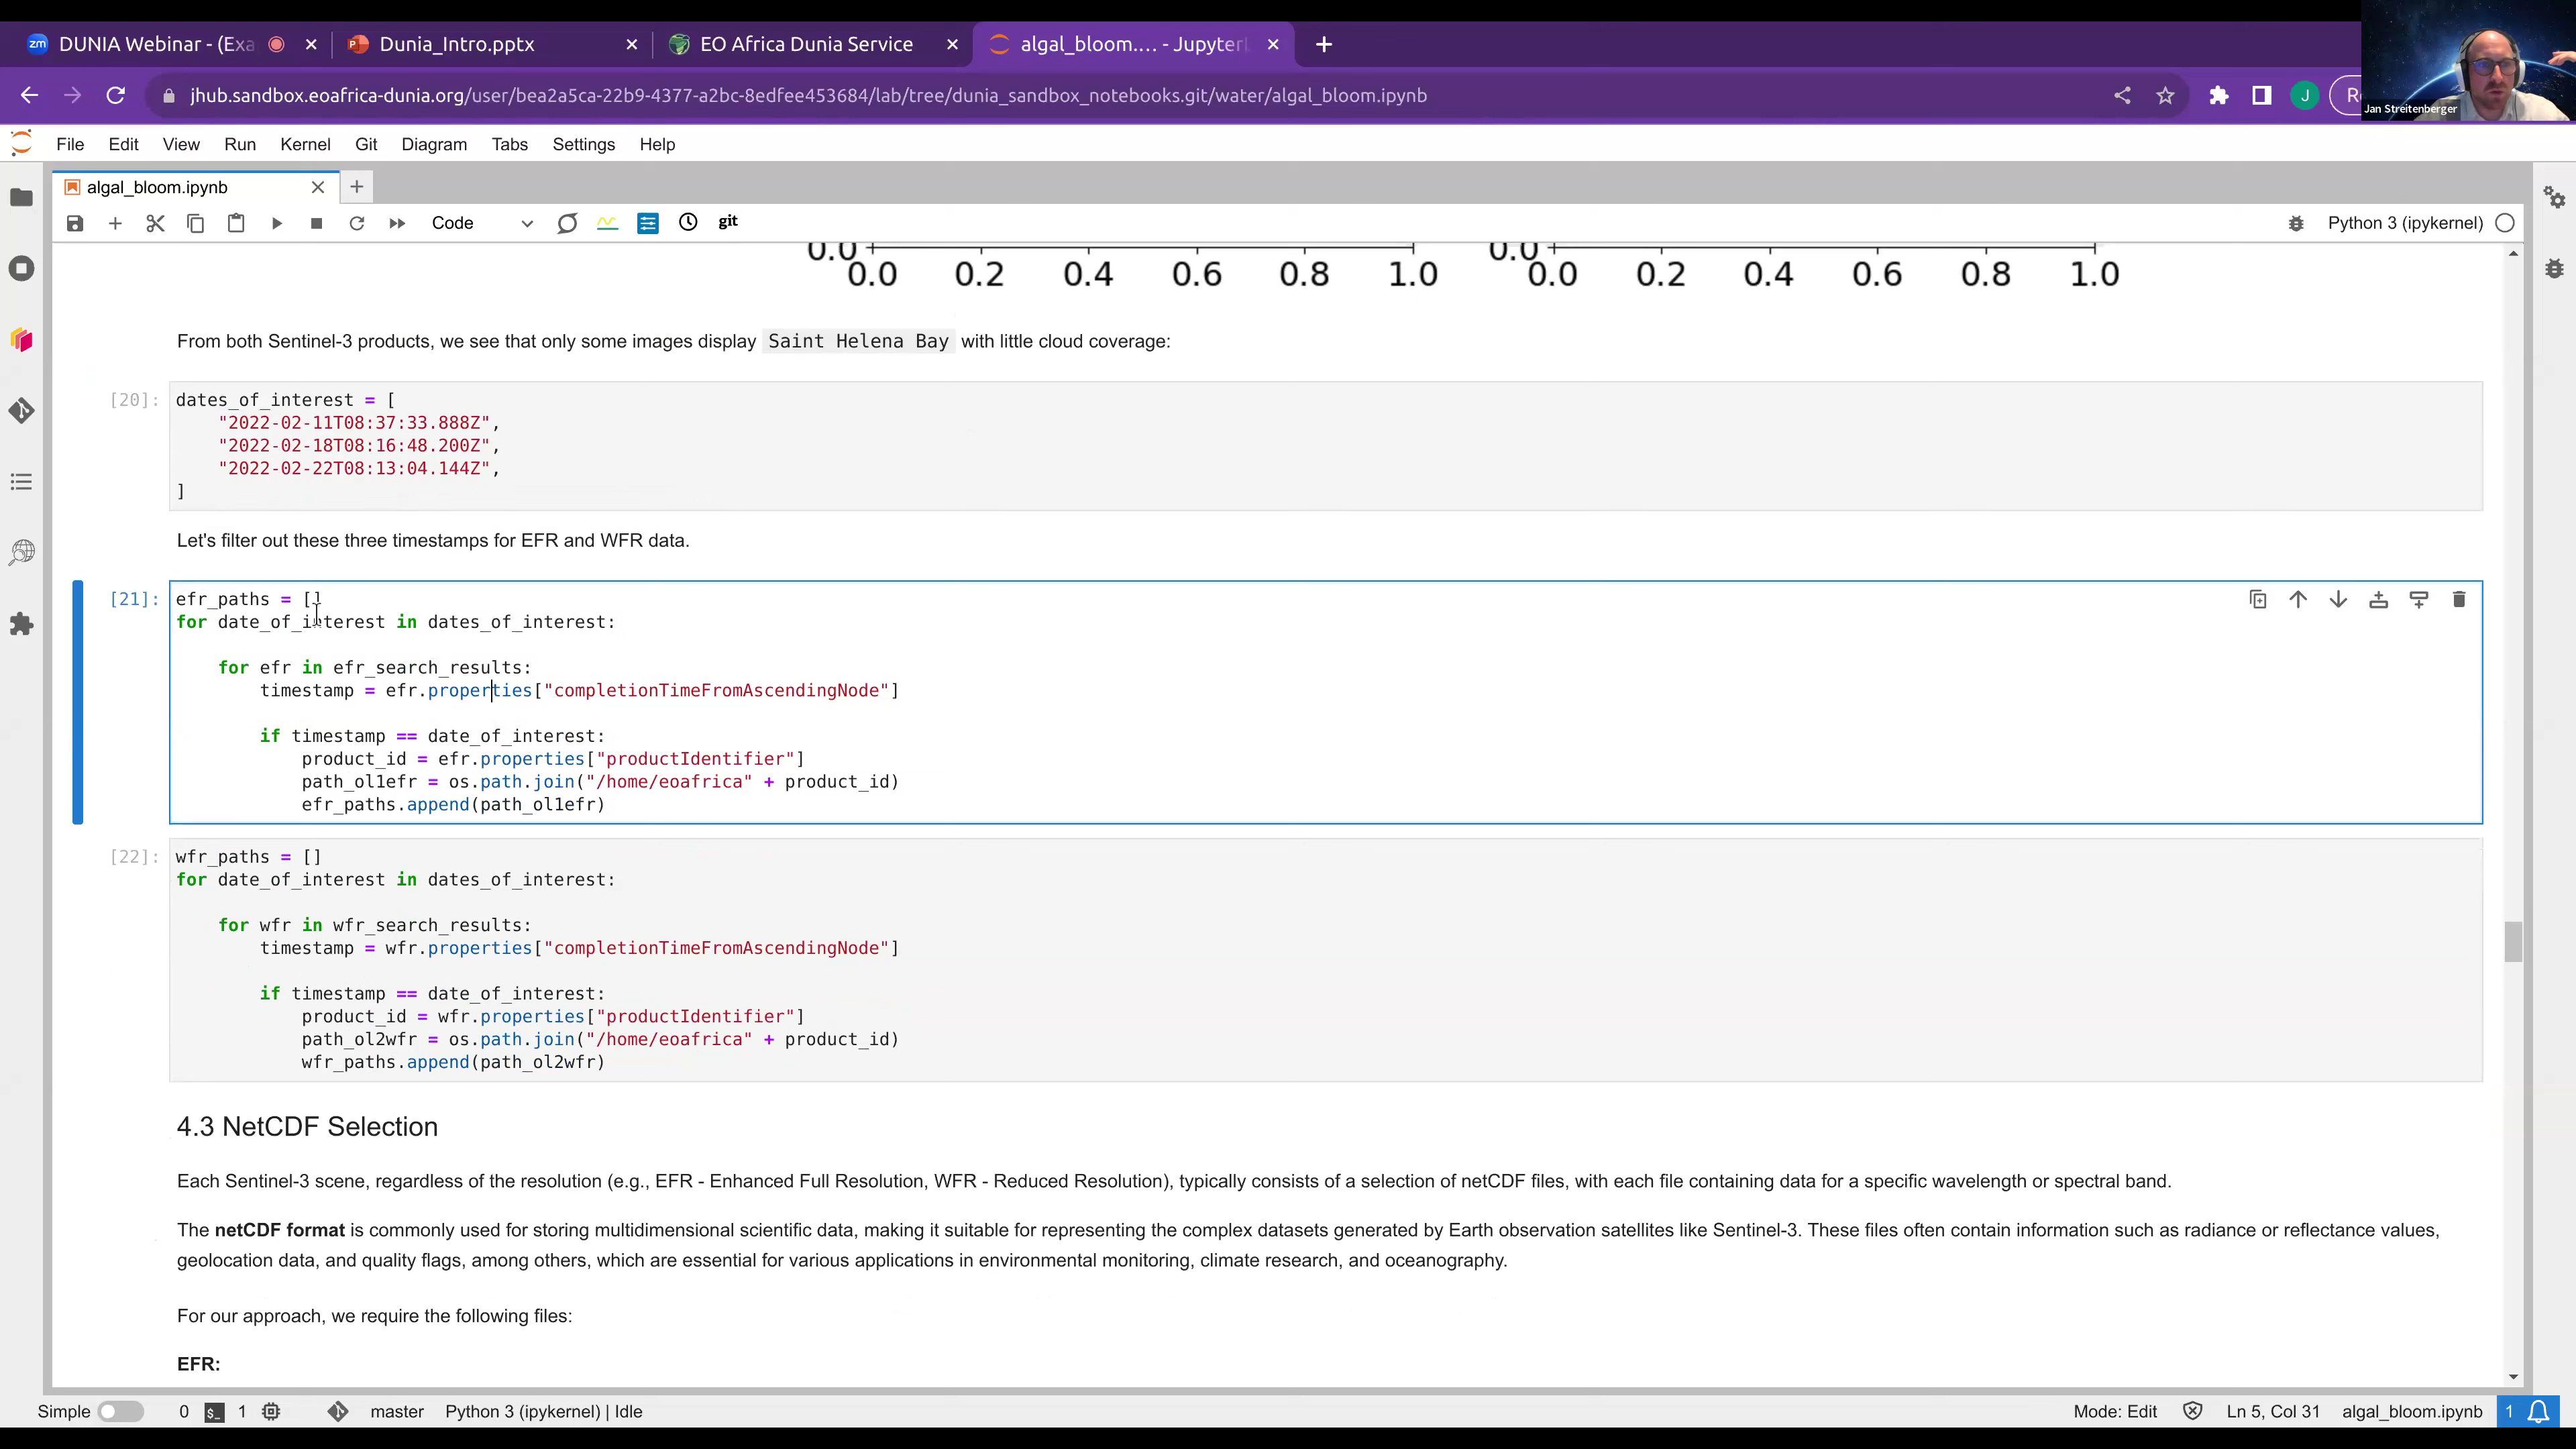 zm DUNIA Webinar - (Exa
P Dunia_Intro.pptx
EO Africa Dunia Service
algal_bloom.... - Jupyter
jhub.sandbox.eoafrica-dunia.org/user/bea2a5ca-22b9-4377-a2bc-8edfee453684/lab/tree/dunia_sandbox_notebooks.git/water/algal_bloom.ipynb
J
Jan Streitenberger
File Edit View Run Kernel Git Diagram Tabs Settings Help
algal_bloom.ipynb
Code
git
Python 3 (ipykernel)
0.0 0.0
0.0 0.2 0.4 0.6 0.8 1.0 0.0 0.2 0.4 0.6 0.8 1.0
From both Sentinel-3 products, we see that only some images display Saint Helena Bay with little cloud coverage:
[20]: dates_of_interest = [
"2022-02-11T08:37:33.888Z",
"2022-02-18T08:16:48.200Z",
"2022-02-22T08:13:04.144Z",
]
Let's filter out these three timestamps for EFR and WFR data.
[21]: efr_paths = []
for date_of_interest in dates_of_interest:
for efr in efr_search_results:
timestamp = efr.properties["completionTimeFromAscendingNode"]
if timestamp == date_of_interest:
product_id = efr.properties["productIdentifier"]
path_ol1efr = os.path.join("/home/eoafrica" + product_id)
efr_paths.append(path_ol1efr)
[22]: wfr_paths = []
for date_of_interest in dates_of_interest:
for wfr in wfr_search_results:
timestamp = wfr.properties["completionTimeFromAscendingNode"]
if timestamp == date_of_interest:
product_id = wfr.properties["productIdentifier"]
path_ol2wfr = os.path.join("/home/eoafrica" + product_id)
wfr_paths.append(path_ol2wfr)
4.3 NetCDF Selection
Each Sentinel-3 scene, regardless of the resolution (e.g., EFR - Enhanced Full Resolution, WFR - Reduced Resolution), typically consists of a selection of netCDF files, with each file containing data for a specific wavelength or spectral band.
The netCDF format is commonly used for storing multidimensional scientific data, making it suitable for representing the complex datasets generated by Earth observation satellites like Sentinel-3. These files often contain information such as radiance or reflectance values,
geolocation data, and quality flags, among others, which are essential for various applications in environmental monitoring, climate research, and oceanography.
For our approach, we require the following files:
EFR:
Simple 0 $_ 1 master Python 3 (ipykernel) | Idle Mode: Edit Ln 5, Col 31 algal_bloom.ipynb 1